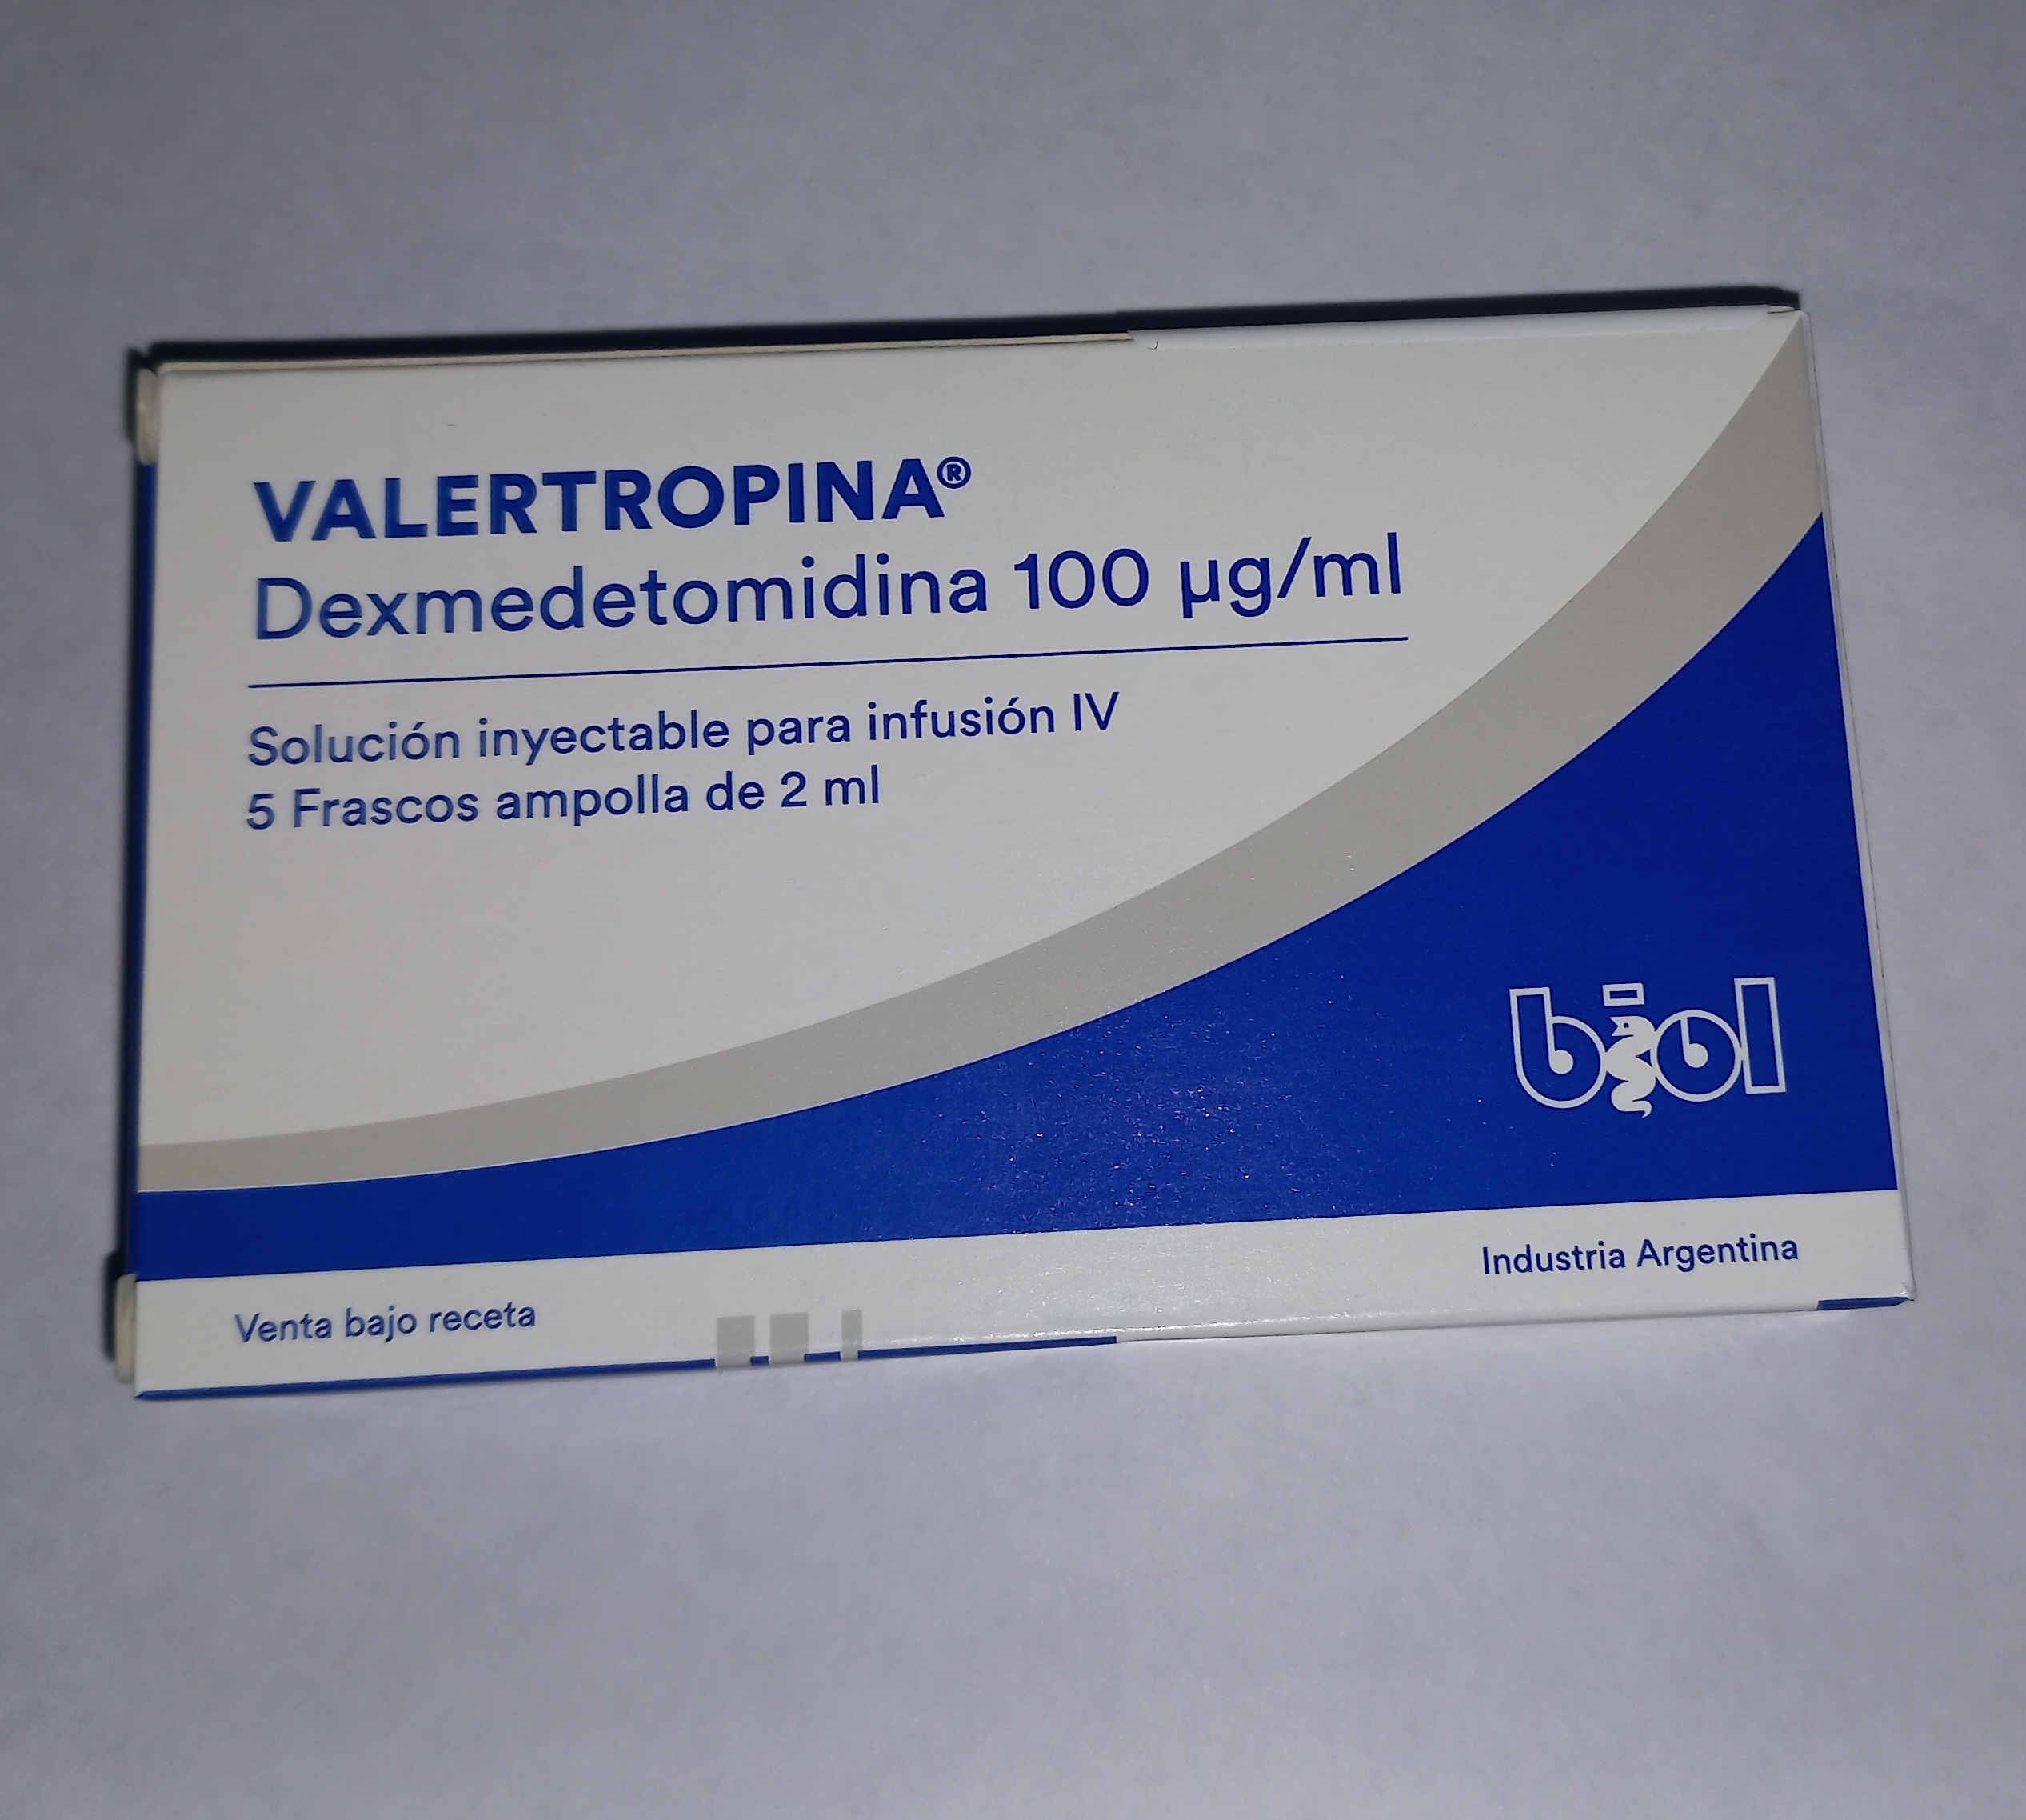 VALERTROPINA®
Dexmedetomidina 100 µg/ml
Solución inyectable para infusión IV
5 Frascos ampolla de 2 ml
biol
Industria Argentina
Venta bajo receta